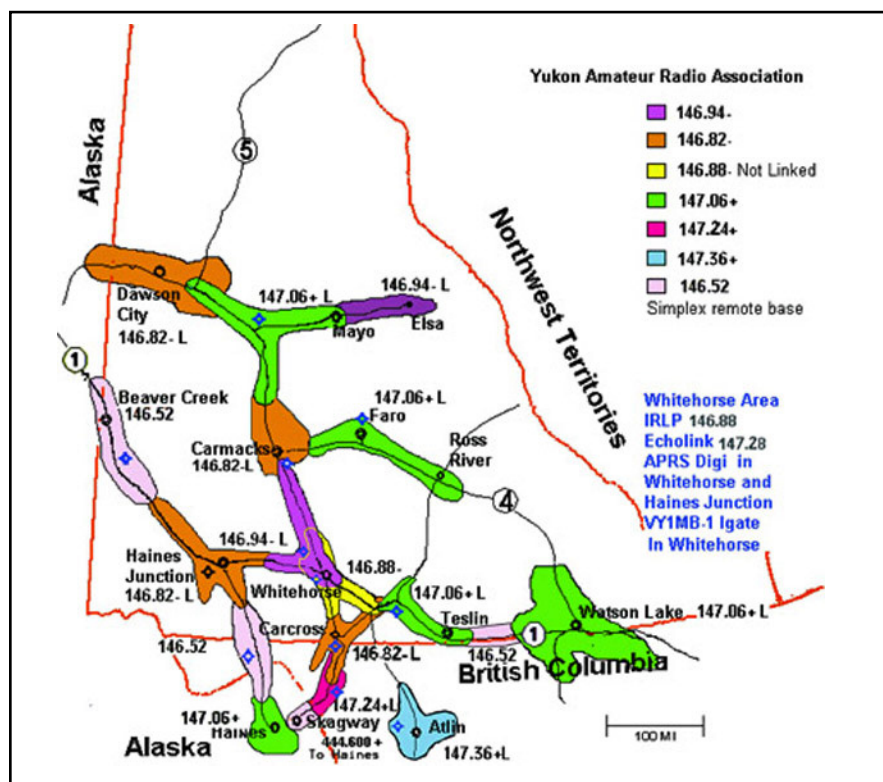 Yukon Amateur Radio Association
146.94-
146.82-
146.88- Not Linked
147.06+
147.24+
147.36+
146.52
Simplex remote base
Alaska
5
Northwest Territories
Dawson
City
146.82- L
147.06+ L
146.94- L
Mayo
Elsa
1
Beaver Creek
146.52
147.06+ L
Faro
Carmacks
146.82-L
Ross
River
4
Whitehorse Area
IRLP 146.88
Echolink 147.28
APRS Digi in
Whitehorse and
Haines Junction
VY1MB-1 Igate
In Whitehorse
146.94- L
Haines
Junction
146.82- L
Whitehorse
146.88-
147.06+L
Teslin
Watson Lake
147.06+L
1
Carcross
146.52
146.82-L
146.52
British Columbia
147.06+
Haines
Skagway
147.24+L
444.600 +
To Haines
Atlin
147.36+L
Alaska
100 MI